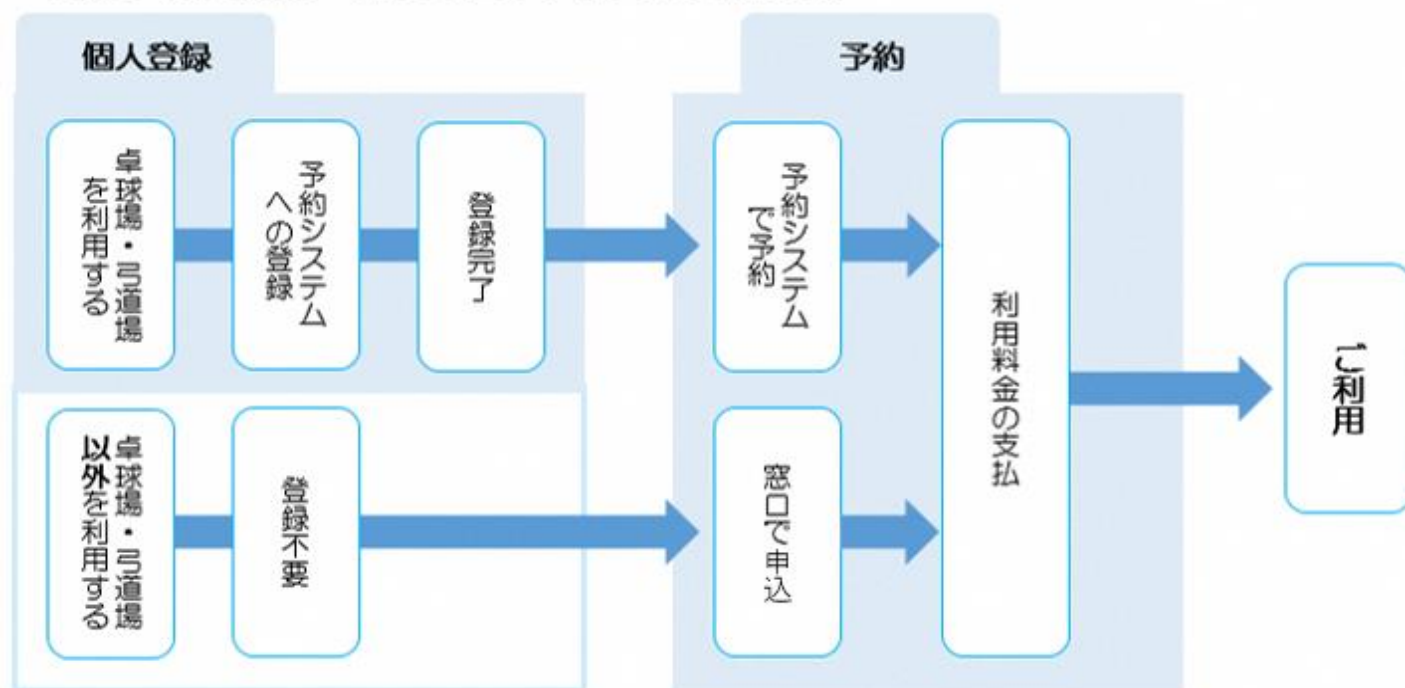 個人登録
予約
卓球場・弓道場
を利用する
予約システム
への登録
登録完了
予約システム
で予約
利用料金の支払
ご利用
卓球場・弓道場
以外を利用する
登録不要
窓口で申込